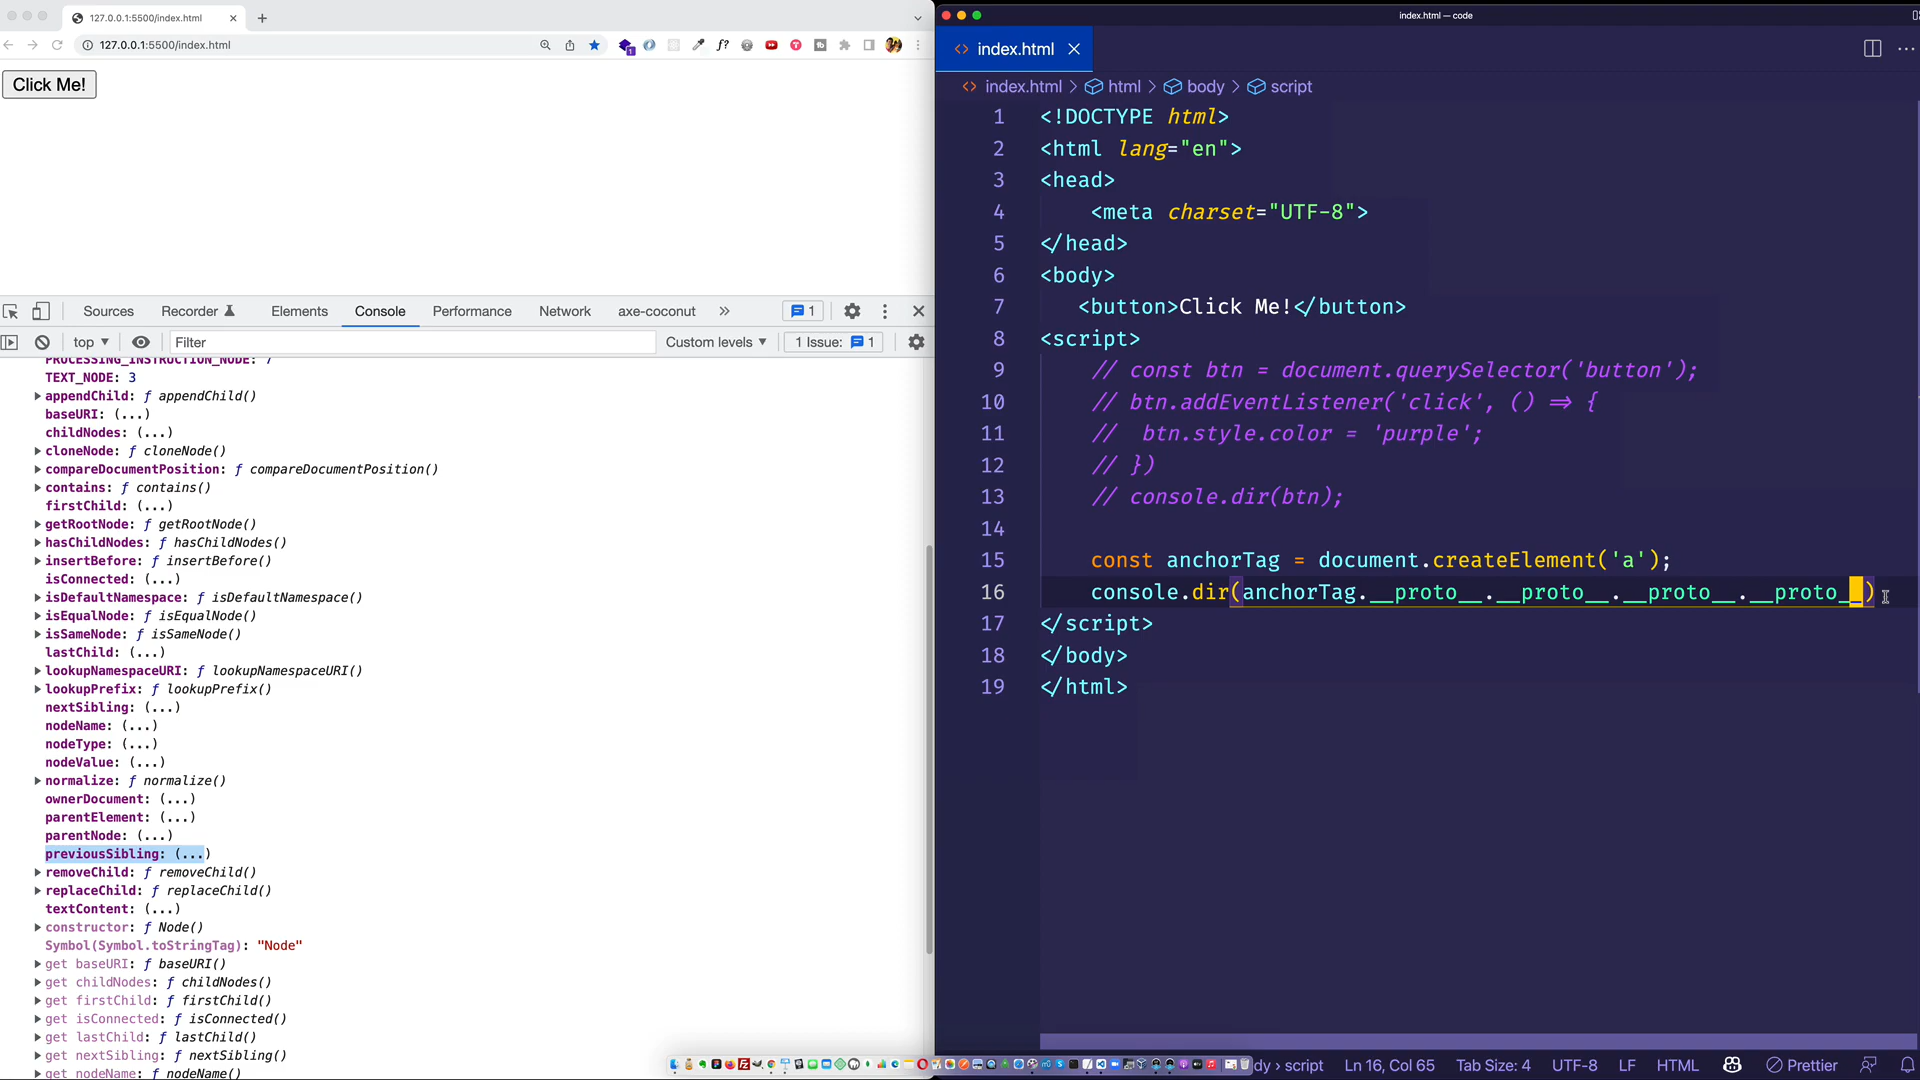 127.0.0.1:5500/index.html
127.0.0.1:5500/index.html
Click Me!
Sources Recorder Elements Console Performance Network axe-coconut » 1
top Filter Custom levels 1 Issue: 1
PROCESSING_INSTRUCTION_NODE: 7
TEXT_NODE: 3
appendChild: ƒ appendChild()
baseURI: (...)
childNodes: (...)
cloneNode: ƒ cloneNode()
compareDocumentPosition: ƒ compareDocumentPosition()
contains: ƒ contains()
firstChild: (...)
getRootNode: ƒ getRootNode()
hasChildNodes: ƒ hasChildNodes()
insertBefore: ƒ insertBefore()
isConnected: (...)
isDefaultNamespace: ƒ isDefaultNamespace()
isEqualNode: ƒ isEqualNode()
isSameNode: ƒ isSameNode()
lastChild: (...)
lookupNamespaceURI: ƒ lookupNamespaceURI()
lookupPrefix: ƒ lookupPrefix()
nextSibling: (...)
nodeName: (...)
nodeType: (...)
nodeValue: (...)
normalize: ƒ normalize()
ownerDocument: (...)
parentElement: (...)
parentNode: (...)
previousSibling: (...)
removeChild: ƒ removeChild()
replaceChild: ƒ replaceChild()
textContent: (...)
constructor: ƒ Node()
Symbol(Symbol.toStringTag): "Node"
get baseURI: ƒ baseURI()
get childNodes: ƒ childNodes()
get firstChild: ƒ firstChild()
get isConnected: ƒ isConnected()
get lastChild: ƒ lastChild()
get nextSibling: ƒ nextSibling()
get nodeName: ƒ nodeName()
index.html — code
index.html
index.html > html > body > script
1 <!DOCTYPE html>
2 <html lang="en">
3 <head>
4 <meta charset="UTF-8">
5 </head>
6 <body>
7 <button>Click Me!</button>
8 <script>
9 // const btn = document.querySelector('button');
10 // btn.addEventListener('click', () => {
11 // btn.style.color = 'purple';
12 // })
13 // console.dir(btn);
14
15 const anchorTag = document.createElement('a');
16 console.dir(anchorTag.__proto__.__proto__.__proto__.__proto__)
17 </script>
18 </body>
19 </html>
dy > script Ln 16, Col 65 Tab Size: 4 UTF-8 LF HTML Prettier